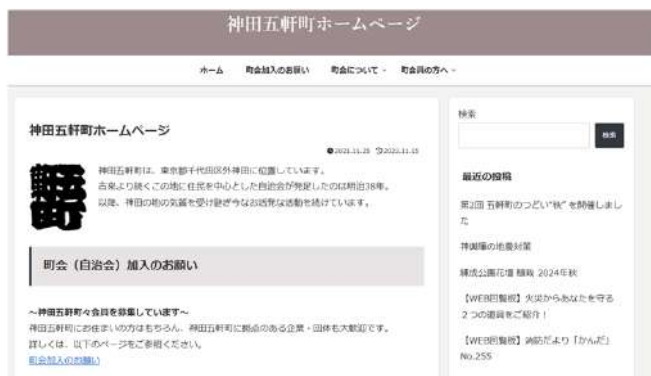 神田五軒町ホームページ
ホーム 町会加入のお願い 町会について 町会員の方へ
神田五軒町ホームページ
神田五軒町は、東京都千代田区外神田に位置しています。
古来より続くこの地に住民を中心とした自治会が発足したのは明治38年。
以降、神田の地の気質を受け継ぎ今なお活発な活動を続けています。
町会（自治会）加入のお願い
～神田五軒町々会員を募集しています～
神田五軒町にお住まいの方はもちろん、神田五軒町に拠点のある企業・団体も大歓迎です。
詳しくは、以下のページをご参照ください。
町会加入のお願い
検索
検索
最近の投稿
第2回 五軒町のつどい“秋” を開催しまし
た
神輿庫の地震対策
練成公園花壇 植栽 2024年秋
【WEB回覧板】火災からあなたを守る
２つの道具をご紹介！
【WEB回覧板】消防だより「かんだ」
No.255